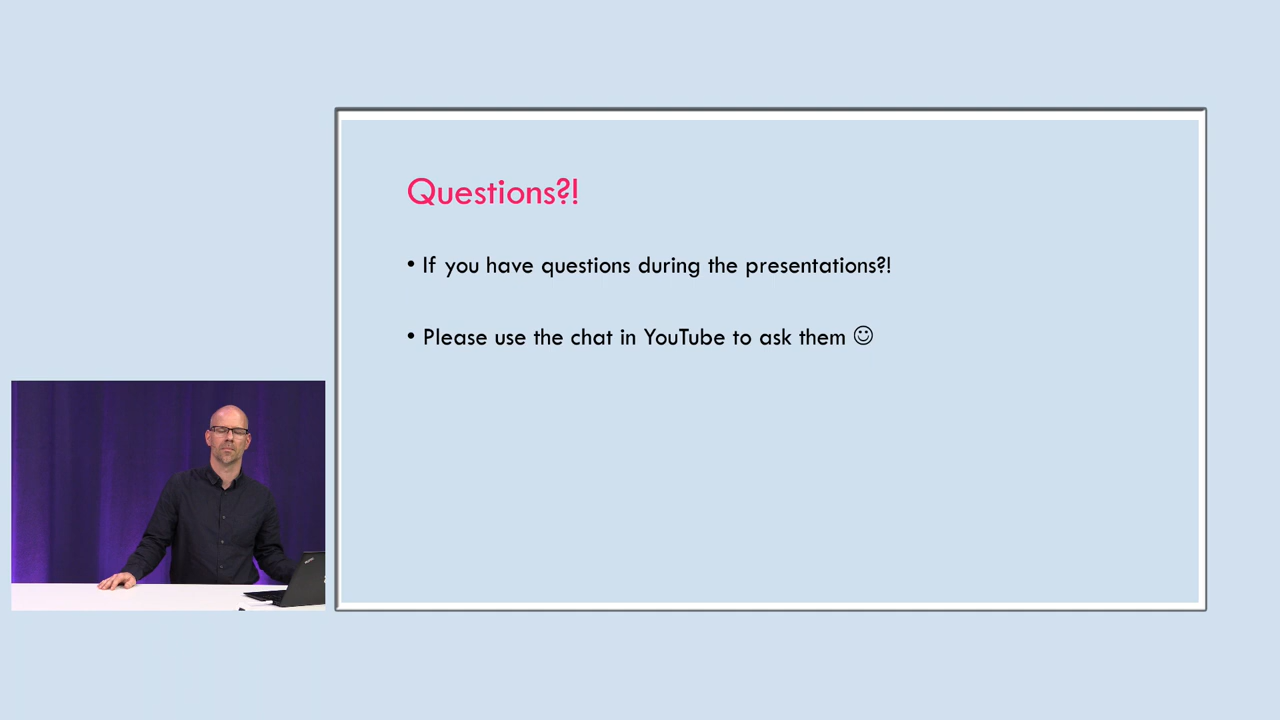 Questions?!
• If you have questions during the presentations?!
• Please use the chat in YouTube to ask them ☺